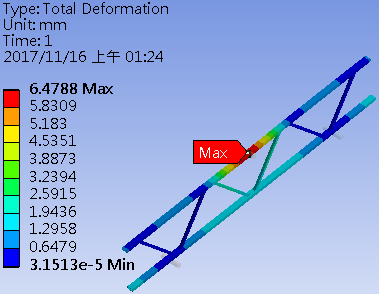 Type: Total Deformation
Unit: mm
Time: 1
2017/11/16 上午 01:24
6.4788 Max
5.8309
5.183
4.5351
3.8873
3.2394
2.5915
1.9436
1.2958
0.6479
3.1513e-5 Min
Max